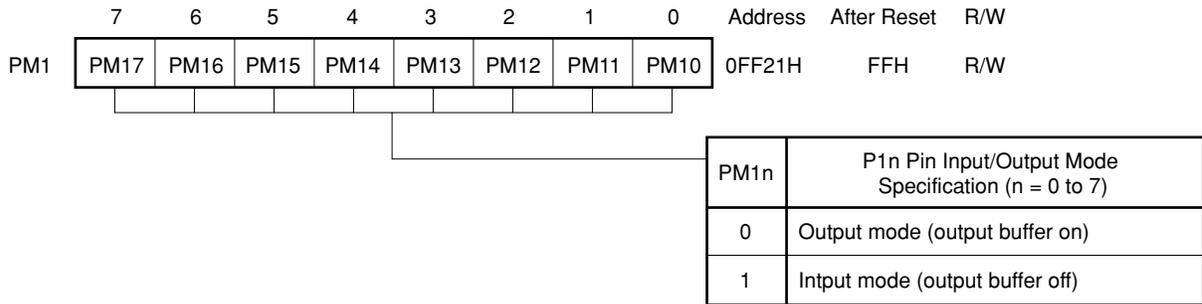 7 6 5 4 3 2 1 0 Address After Reset R/W
PM1 PM17 PM16 PM15 PM14 PM13 PM12 PM11 PM10 0FF21H FFH R/W
PM1n P1n Pin Input/Output Mode
Specification (n = 0 to 7)
0 Output mode (output buffer on)
1 Intput mode (output buffer off)